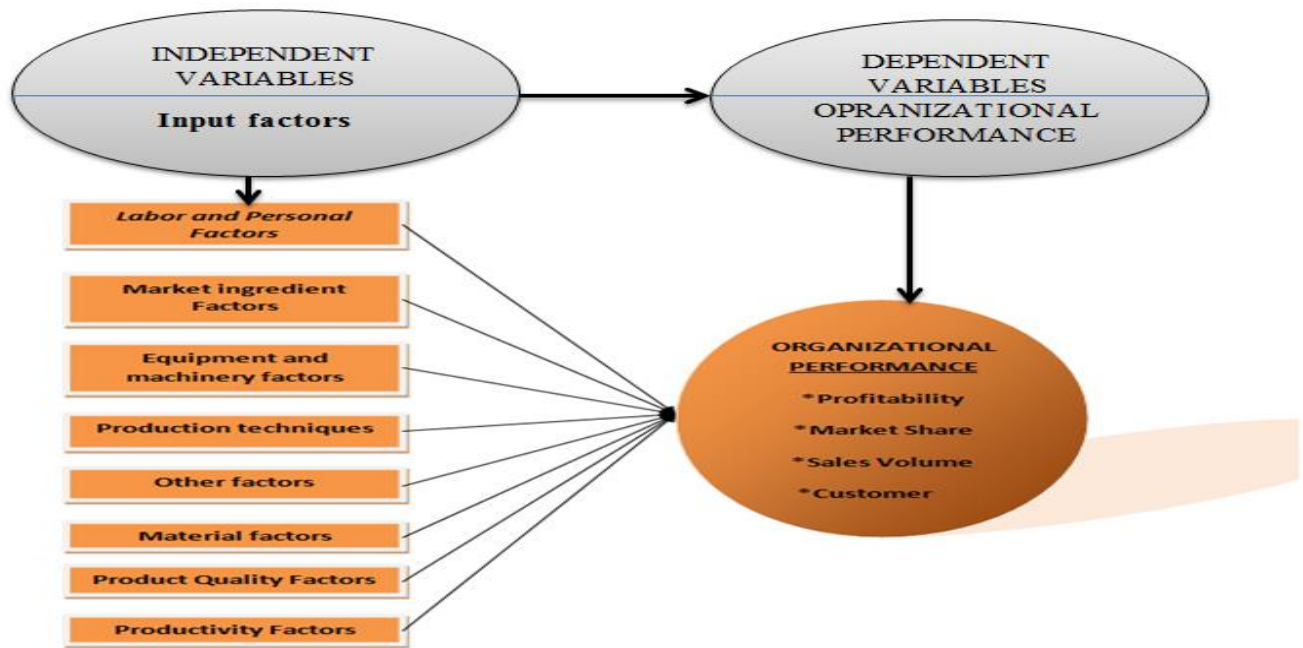 INDEPENDENT
VARIABLES
Input factors
DEPENDENT
VARIABLES
OPRANIZATIONAL
PERFORMANCE
Labor and Personal
Factors
Market ingredient
Factors
Equipment and
machinery factors
Production techniques
Other factors
Material factors
Product Quality Factors
Productivity Factors
ORGANIZATIONAL
PERFORMANCE
*Profitability
*Market Share
*Sales Volume
*Customer